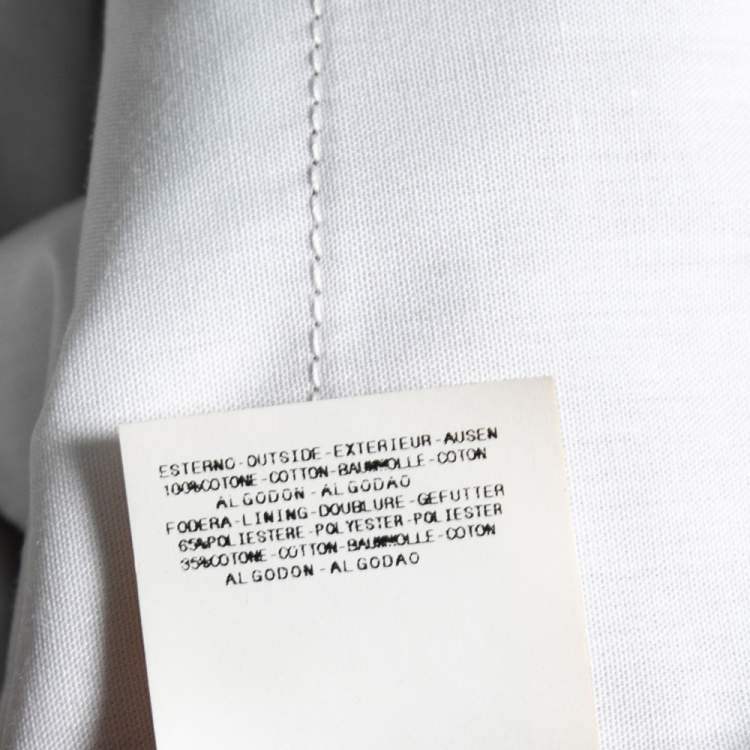 ESTERNO-OUTSIDE-EXTERIEUR-AUSEN
100%COTONE-COTTON-BAUMWOLLE-COTON
ALGODON-ALGODAO
FODERA-LINING-DOUBLURE-GEFUTTER
65%POLIESTERE-POLYESTER-POLIESTER
35%COTONE-COTTON-BAUMWOLLE-COTON
ALGODON-ALGODAO